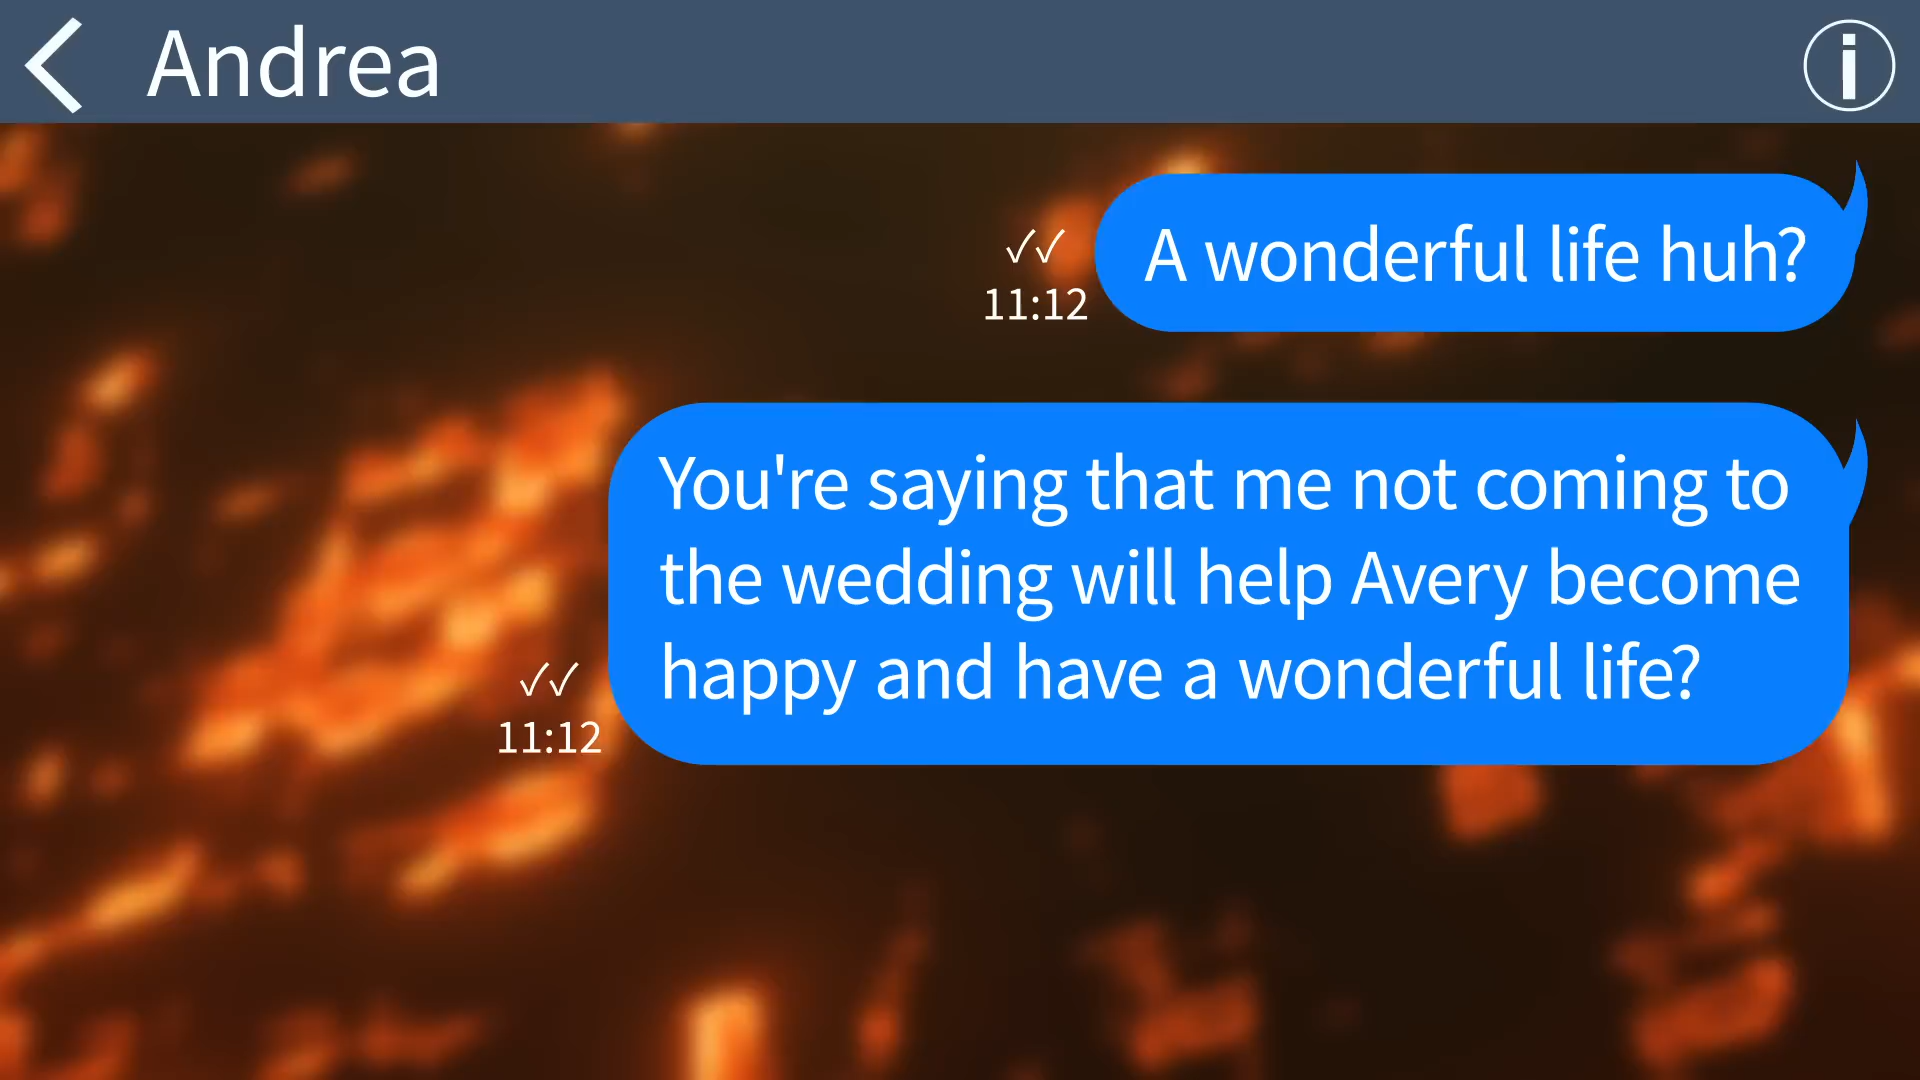 Andrea
A wonderful life huh?
✓✓
11:12
You're saying that me not coming to
the wedding will help Avery become
happy and have a wonderful life?
✓✓
11:12